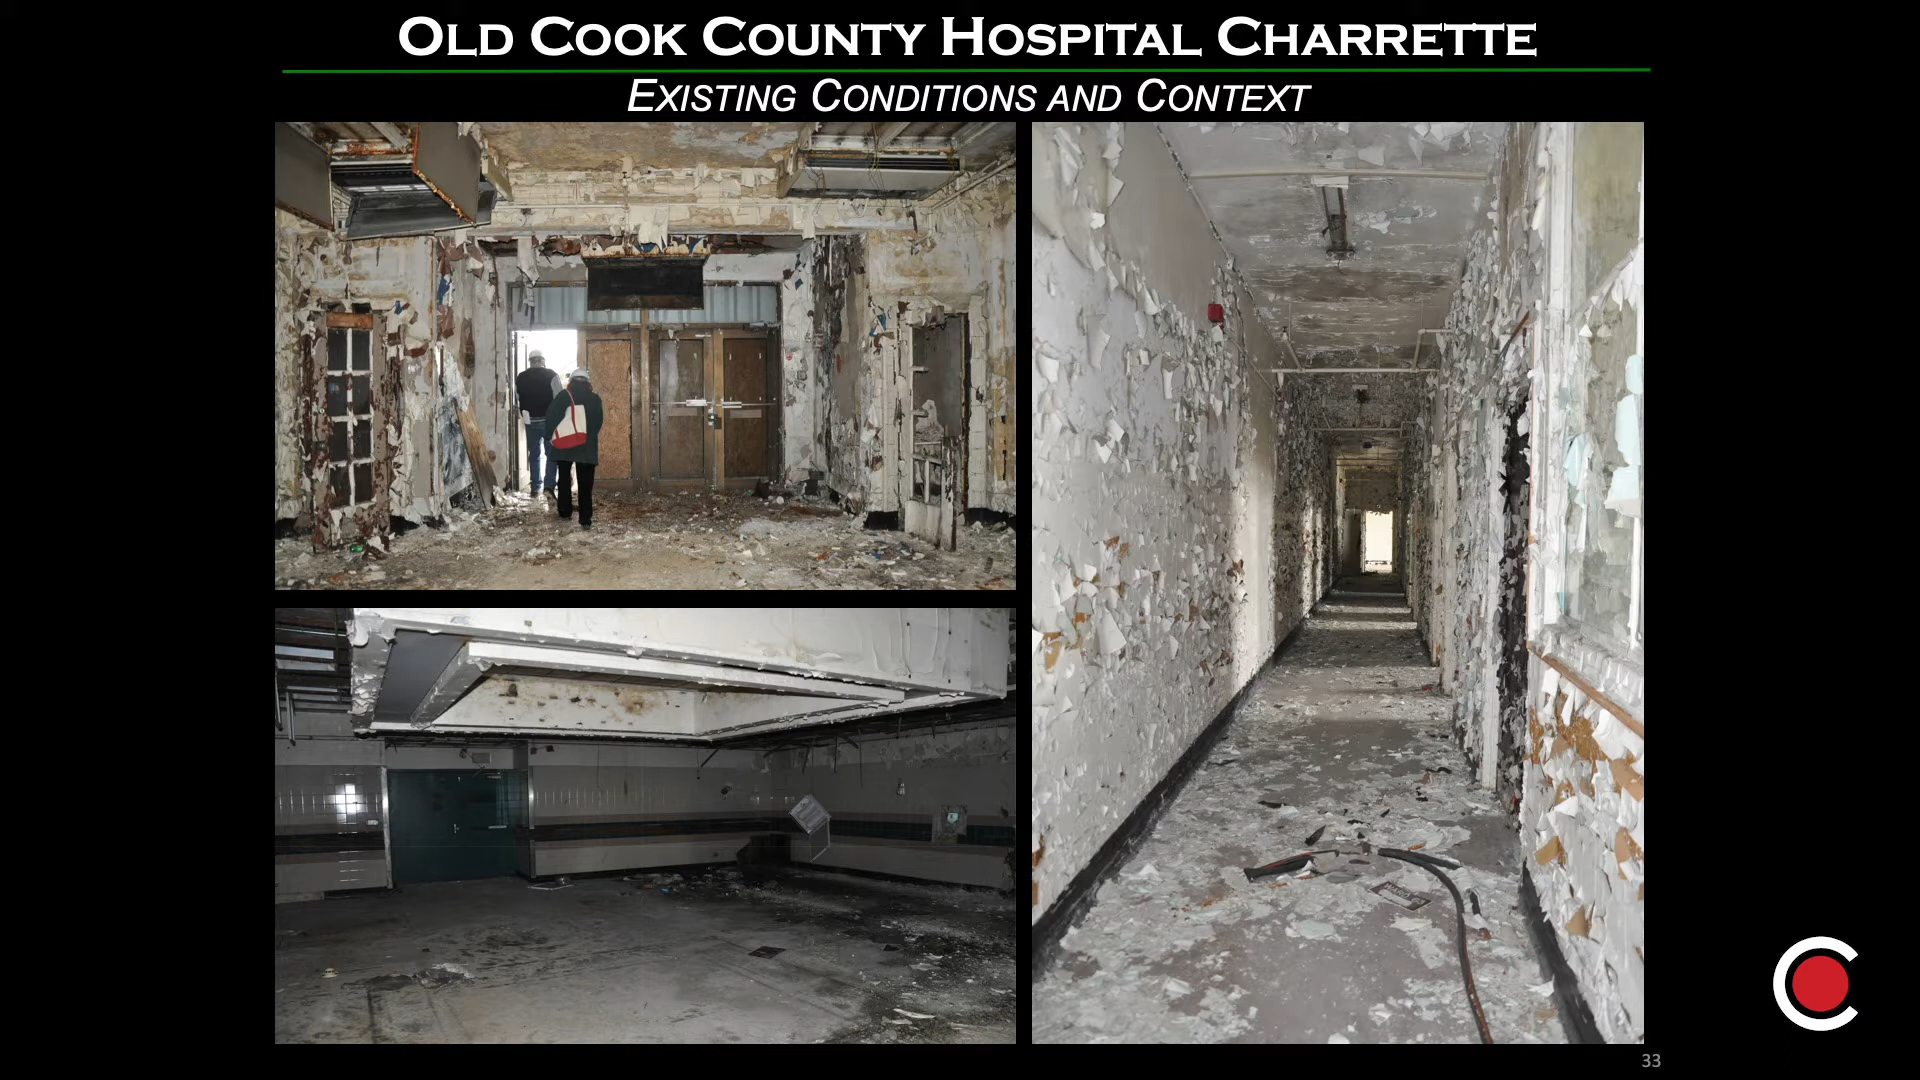 OLD COOK COUNTY HOSPITAL CHARRETTE
EXISTING CONDITIONS AND CONTEXT
33